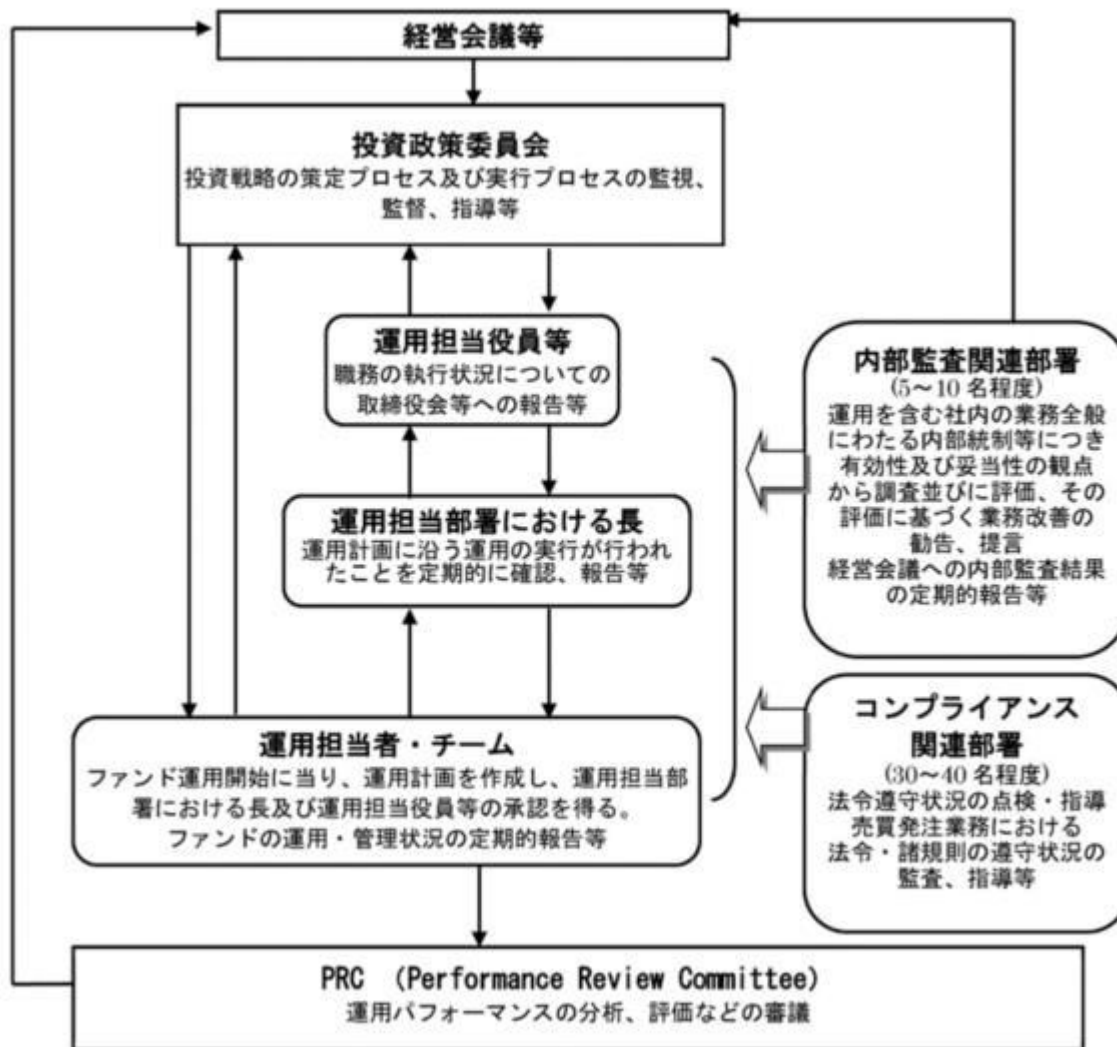 経営会議等
投資政策委員会
投資戦略の策定プロセス及び実行プロセスの監視、
監督、指導等
運用担当役員等
職務の執行状況についての
取締役会等への報告等
運用担当部署における長
運用計画に沿う運用の実行が行われ
たことを定期的に確認、報告等
運用担当者・チーム
ファンド運用開始に当り、運用計画を作成し、運用担当部
署における長及び運用担当役員等の承認を得る。
ファンドの運用・管理状況の定期的報告等
内部監査関連部署
(5～10 名程度)
運用を含む社内の業務全般
にわたる内部統制等につき
有効性及び妥当性の観点
から調査並びに評価、その
評価に基づく業務改善の
勧告、提言
経営会議への内部監査結果
の定期的報告等
コンプライアンス
関連部署
(30～40 名程度)
法令遵守状況の点検・指導
売買発注業務における
法令・諸規則の遵守状況の
監査、指導等
PRC （Performance Review Committee）
運用パフォーマンスの分析、評価などの審議